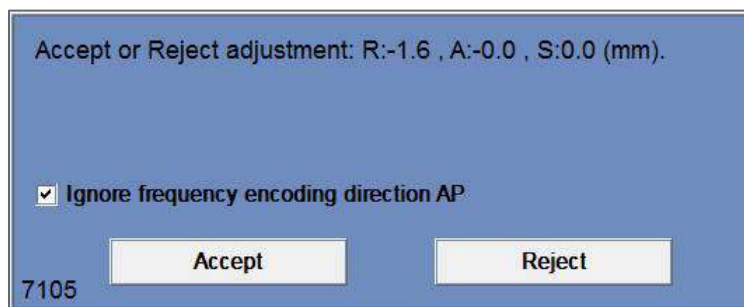 Accept or Reject adjustment: R:-1.6 , A:-0.0 , S:0.0 (mm).
Ignore frequency encoding direction AP
Accept Reject
7105